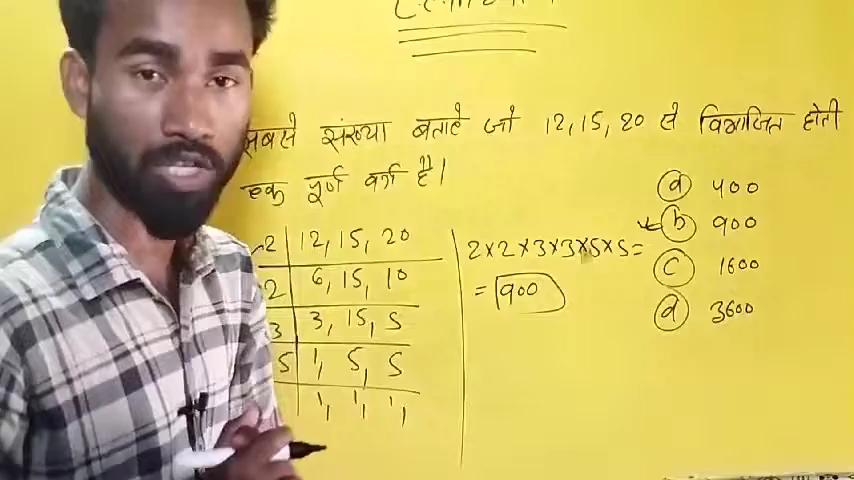 सबसे संख्या बताऐ जो 12, 15, 20 से विभाजित होती
एक पूर्ण वर्ग है।
2 | 12, 15, 20
2 | 6, 15, 10
3 | 3, 15, 5
5 | 1, 5, 5
1, 1, 1,
2×2×3×3×5×5=
= 900
(a) 400
(b) 900
(c) 1600
(d) 3600